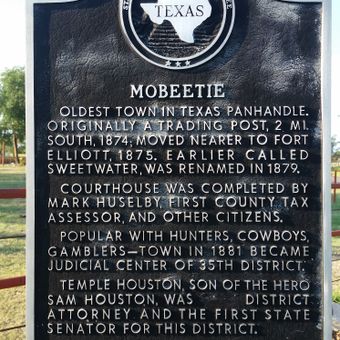 TEXAS
MOBEETIE
OLDEST TOWN IN TEXAS PANHANDLE.
ORIGINALLY A TRADING POST, 2 MI.
SOUTH, 1874; MOVED NEARER TO FORT
ELLIOTT, 1875. EARLIER CALLED
SWEETWATER, WAS RENAMED IN 1879.
COURTHOUSE WAS COMPLETED BY
MARK HUSELBY, FIRST COUNTY TAX
ASSESSOR, AND OTHER CITIZENS.
POPULAR WITH HUNTERS, COWBOYS,
GAMBLERS—TOWN IN 1881 BECAME
JUDICIAL CENTER OF 35TH DISTRICT.
TEMPLE HOUSTON, SON OF THE HERO
SAM HOUSTON, WAS DISTRICT
ATTORNEY AND THE FIRST STATE
SENATOR FOR THIS DISTRICT.